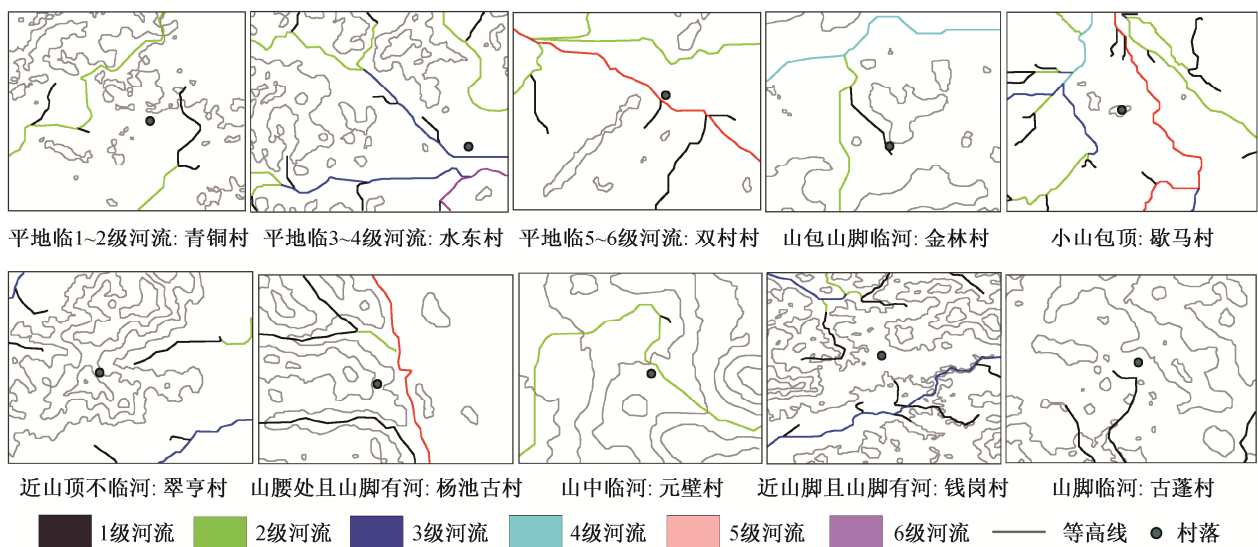 平地临1~2级河流: 青铜村
平地临3~4级河流: 水东村
平地临5~6级河流: 双村村
山包山脚临河: 金林村
小山包顶: 歇马村
近山顶不临河: 翠亨村
山腰处且山脚有河: 杨池古村
山中临河: 元壁村
近山脚且山脚有河: 钱岗村
山脚临河: 古蓬村
1级河流
2级河流
3级河流
4级河流
5级河流
6级河流
等高线
村落